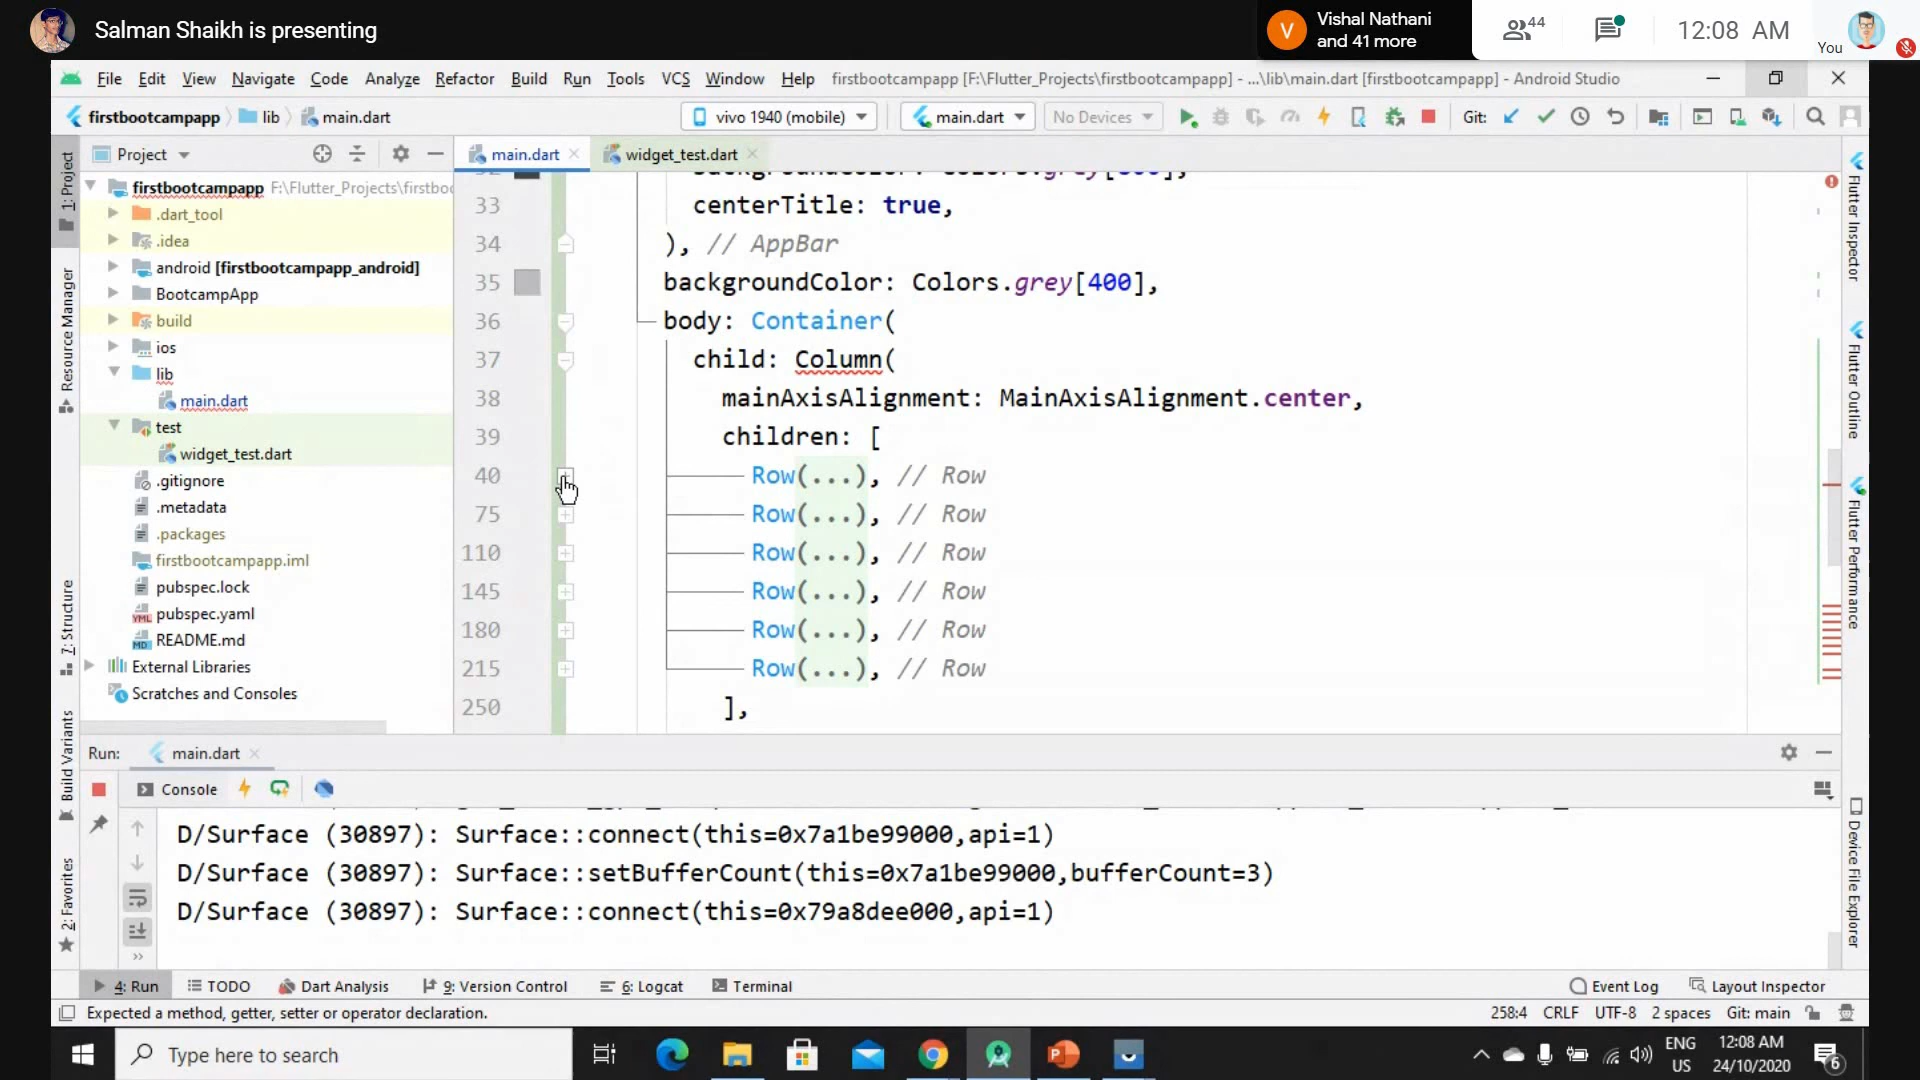 Salman Shaikh is presenting
V
Vishal Nathani
and 41 more
44
12:08 AM
You
File Edit View Navigate Code Analyze Refactor Build Run Tools VCS Window Help firstbootcampapp [F:\Flutter_Projects\firstbootcampapp] - ...\lib\main.dart [firstbootcampapp] - Android Studio
firstbootcampapp lib main.dart vivo 1940 (mobile) main.dart No Devices Git:
Project main.dart widget_test.dart
firstbootcampapp F:\Flutter_Projects\firstboo
.dart_tool
.idea
android [firstbootcampapp_android]
BootcampApp
build
ios
lib
main.dart
test
widget_test.dart
.gitignore
.metadata
.packages
firstbootcampapp.iml
pubspec.lock
pubspec.yaml
README.md
External Libraries
Scratches and Consoles
33 centerTitle: true,
34 ), // AppBar
35 backgroundColor: Colors.grey[400],
36 body: Container(
37 child: Column(
38 mainAxisAlignment: MainAxisAlignment.center,
39 children: [
40 Row(...), // Row
75 Row(...), // Row
110 Row(...), // Row
145 Row(...), // Row
180 Row(...), // Row
215 Row(...), // Row
250 ],
1: Project
Resource Manager
7: Structure
Build Variants
2: Favorites
Flutter Inspector
Flutter Outline
Flutter Performance
Device File Explorer
Run: main.dart
Console
D/Surface (30897): Surface::connect(this=0x7a1be99000,api=1)
D/Surface (30897): Surface::setBufferCount(this=0x7a1be99000,bufferCount=3)
D/Surface (30897): Surface::connect(this=0x79a8dee000,api=1)
4: Run TODO Dart Analysis 9: Version Control 6: Logcat Terminal Event Log Layout Inspector
Expected a method, getter, setter or operator declaration. 258:4 CRLF UTF-8 2 spaces Git: main
Type here to search
ENG
US
12:08 AM
24/10/2020
6